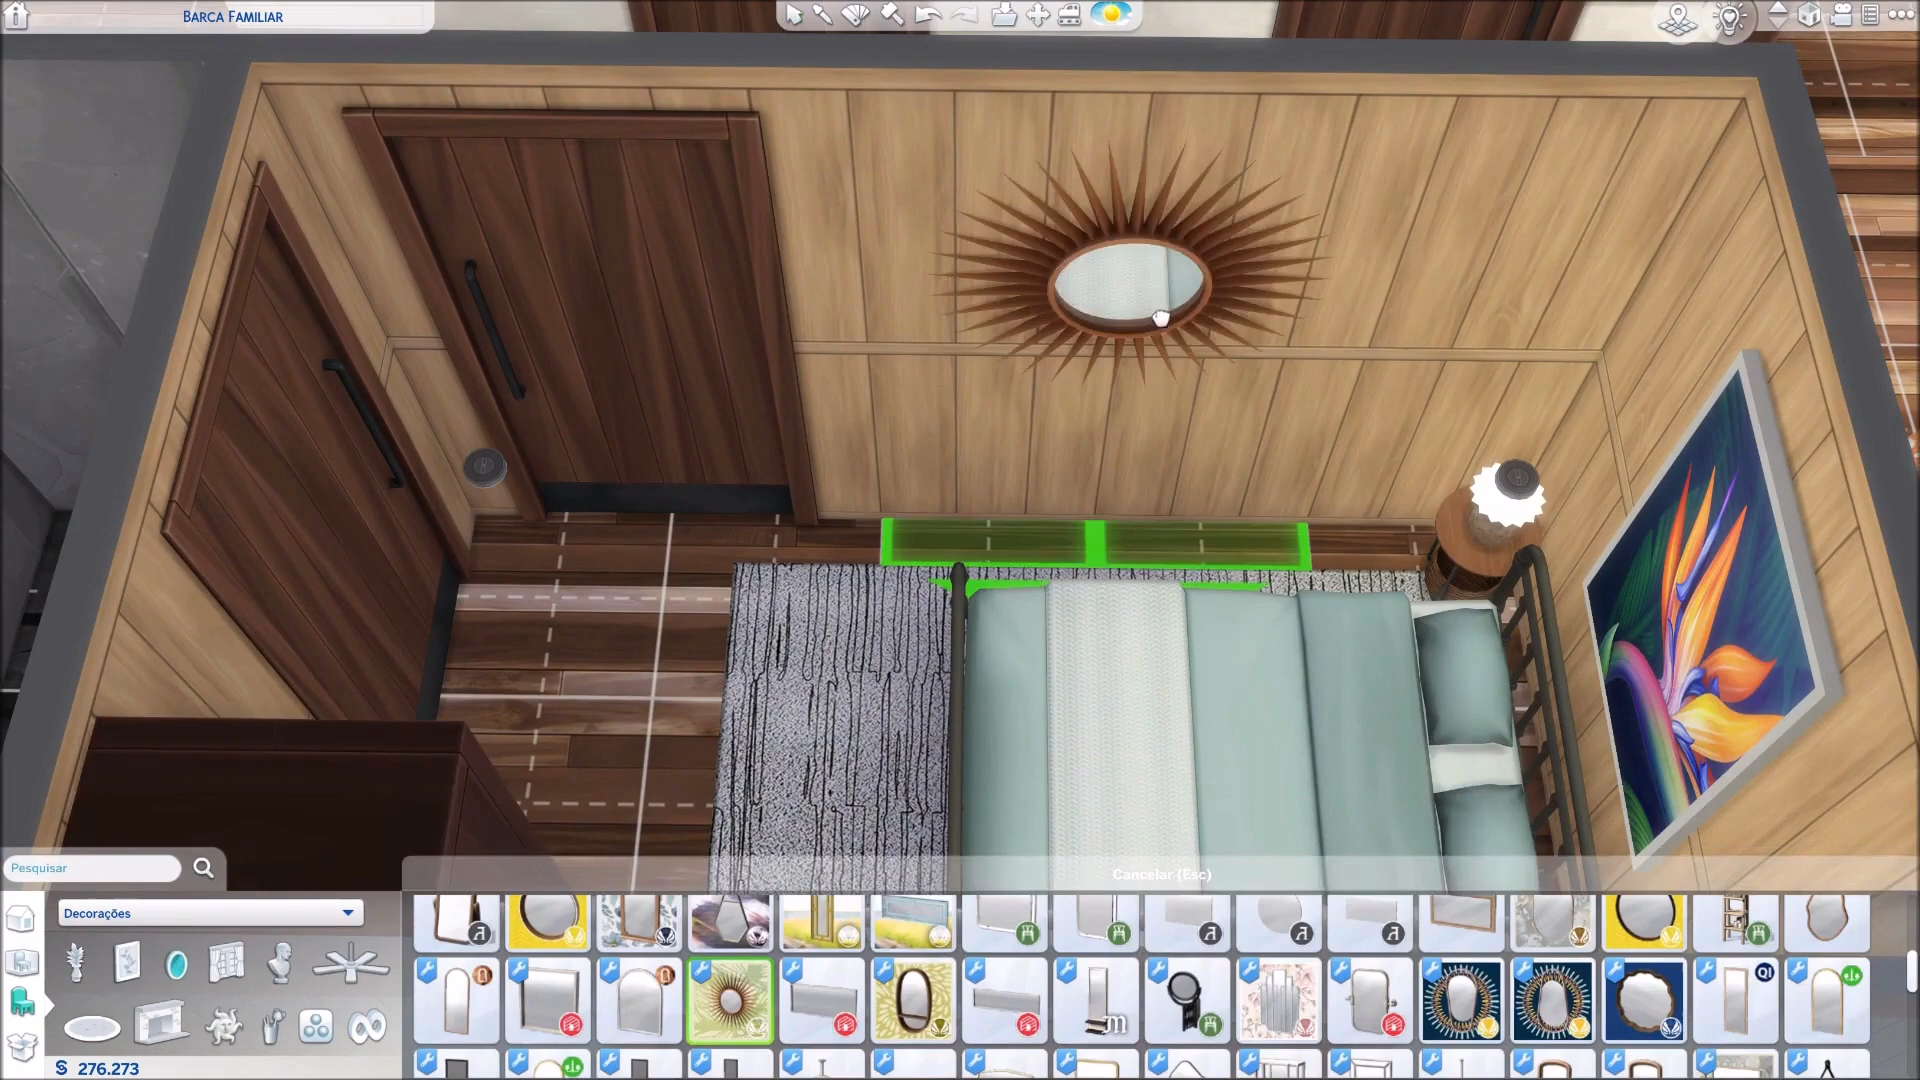 BARCA FAMILIAR
Cancelar (Esc)
Pesquisar
Decorações
276.273